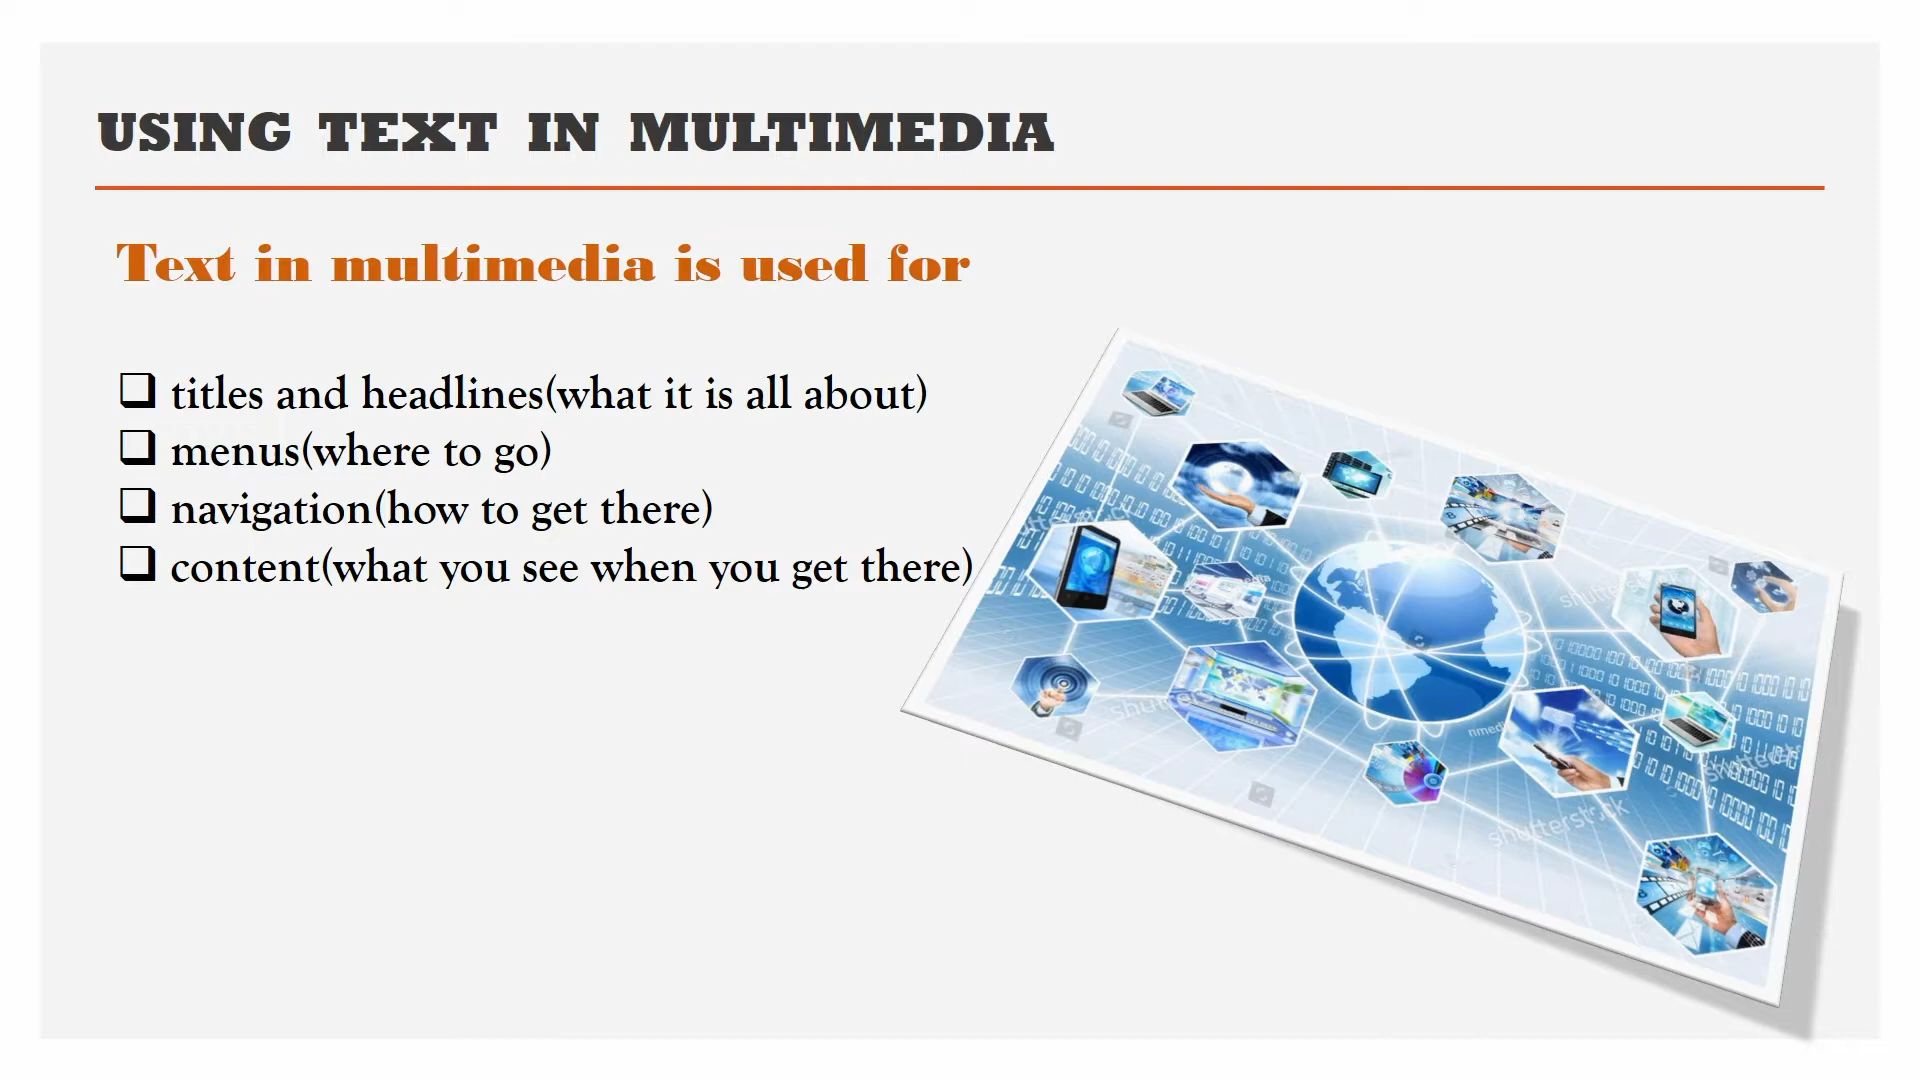 USING TEXT IN MULTIMEDIA
Text in multimedia is used for
titles and headlines(what it is all about)
menus(where to go)
navigation(how to get there)
content(what you see when you get there)
shutterstock